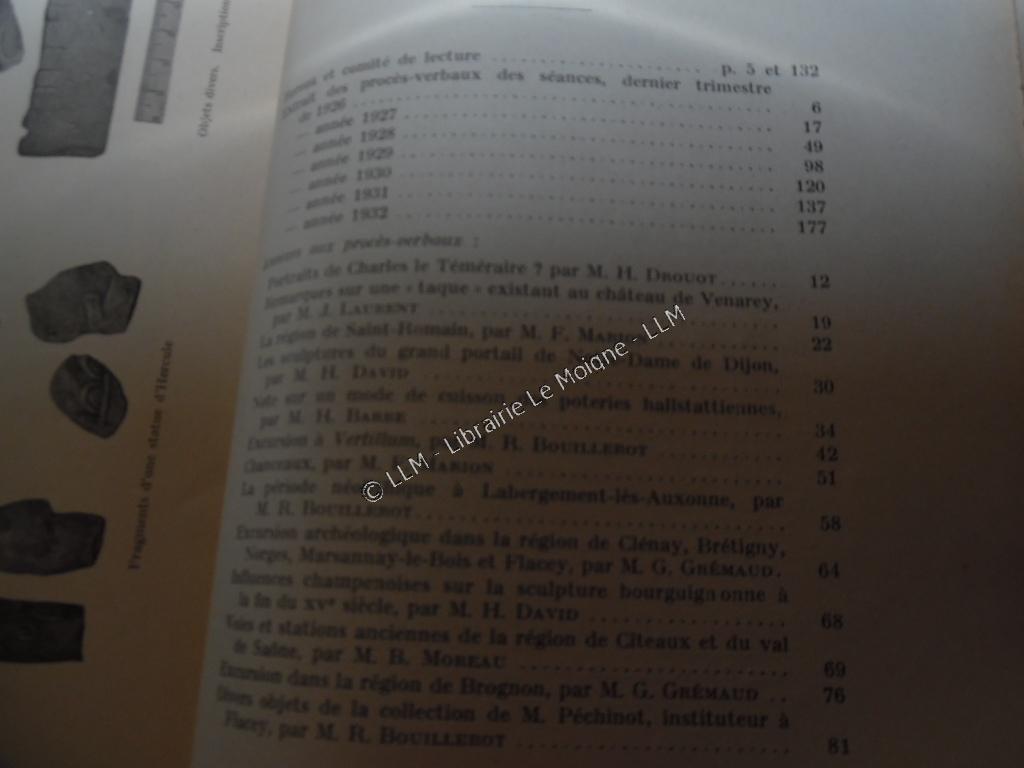 Objets divers. Inscription
Fragments d'une statue d'Hercule
et comité de lecture p. 5 et 132
Extrait des procès-verbaux des séances, dernier trimestre
de 1926 6
— année 1927 17
— année 1928 49
— année 1929 98
— année 1930 120
— année 1931 137
— année 1932 177
aux procès-verbaux :
Portraits de Charles le Téméraire ? par M. H. DROUOT 12
Remarques sur une « taque » existant au château de Venarey,
par M. J. LAURENT 19
La région de Saint-Romain, par M. F. MARION 22
Les sculptures du grand portail de Notre-Dame de Dijon,
par M. H. DAVID 30
Note sur un mode de cuisson des poteries hallstattiennes,
par M. H. BARBE 34
Excursion à Vertillum, par M. R. BOUILLEROT 42
Chanceaux, par M. F. MARION 51
La période néolithique à Labergement-lès-Auxonne, par
M. R. BOUILLEROT 58
Excursion archéologique dans la région de Clénay, Brétigny,
Norges, Marsannay-le-Bois et Flacey, par M. G. GRÉMAUD. 64
Influences champenoises sur la sculpture bourguignonne à
la fin du XVe siècle, par M. H. DAVID 68
Voies et stations anciennes de la région de Cîteaux et du val
de Saône, par M. B. MOREAU 69
Excursion dans la région de Brognon, par M. G. GRÉMAUD 76
Divers objets de la collection de M. Péchinot, instituteur à
Flacey, par M. R. BOUILLEROT 81
© LLM - Librairie Le Moigne - LLM